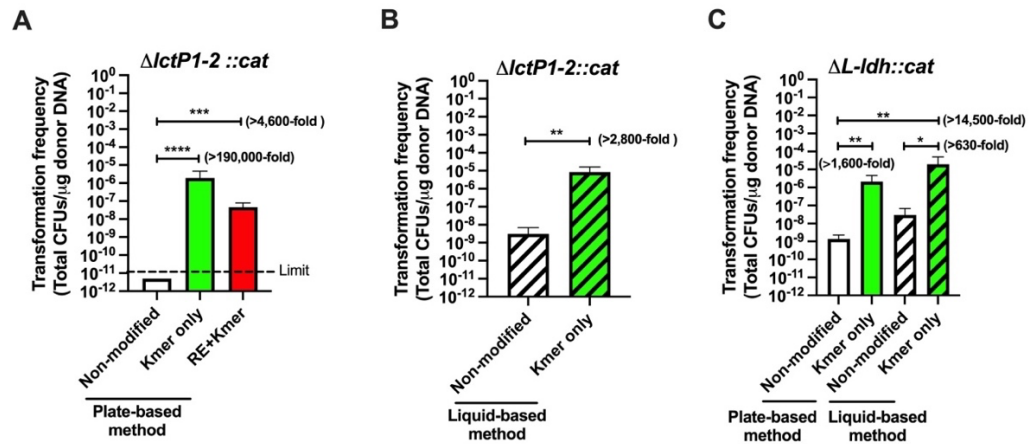 A
ΔlctP1-2 ::cat
Transformation frequency
(Total CFUs/μg donor DNA)
10⁰
10⁻¹
10⁻²
10⁻³
10⁻⁴
10⁻⁵
10⁻⁶
10⁻⁷
10⁻⁸
10⁻⁹
10⁻¹⁰
10⁻¹¹
10⁻¹²
*** (>4,600-fold )
**** (>190,000-fold)
Limit
Non-modified
Kmer only
RE+Kmer
Plate-based
method
B
ΔlctP1-2::cat
Transformation frequency
(Total CFUs/μg donor DNA)
10⁰
10⁻¹
10⁻²
10⁻³
10⁻⁴
10⁻⁵
10⁻⁶
10⁻⁷
10⁻⁸
10⁻⁹
10⁻¹⁰
10⁻¹¹
10⁻¹²
** (>2,800-fold)
Non-modified
Kmer only
Liquid-based
method
C
ΔL-ldh::cat
Transformation frequency
(Total CFUs/μg donor DNA)
10⁰
10⁻¹
10⁻²
10⁻³
10⁻⁴
10⁻⁵
10⁻⁶
10⁻⁷
10⁻⁸
10⁻⁹
10⁻¹⁰
10⁻¹¹
10⁻¹²
** (>14,500-fold)
** * (>630-fold)
(>1,600-fold)
Non-modified
Kmer only
Non-modified
Kmer only
Plate-based Liquid-based
method method